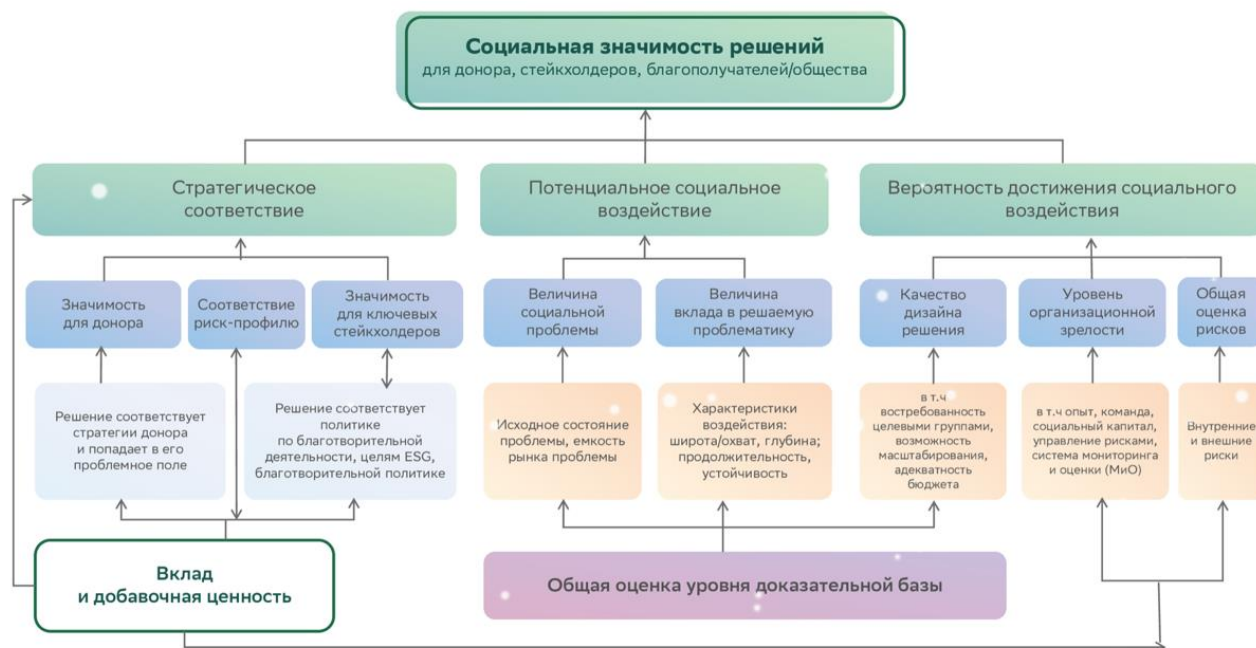 Социальная значимость решений
для донора, стейкхолдеров, благополучателей/общества
Стратегическое
соответствие
Потенциальное социальное
воздействие
Вероятность достижения социального
воздействия
Значимость
для донора
Соответствие
риск-профилю
Значимость
для ключевых
стейкхолдеров
Величина
социальной
проблемы
Величина
вклада в решаемую
проблематику
Качество
дизайна
решения
Уровень
организационной
зрелости
Общая
оценка
рисков
Решение соответствует
стратегии донора
и попадает в его
проблемное поле
Решение соответствует
политике
по благотворительной
деятельности, целям ESG,
благотворительной политике
Исходное состояние
проблемы, емкость
рынка проблемы
Характеристики
воздействия:
широта/охват, глубина;
продолжительность,
устойчивость
в т.ч
востребованность
целевыми группами,
возможность
масштабирования,
адекватность
бюджета
в т.ч опыт, команда,
социальный капитал,
управление рисками,
система мониторинга
и оценки (МиО)
Внутренние
и внешние
риски
Вклад
и добавочная ценность
Общая оценка уровня доказательной базы